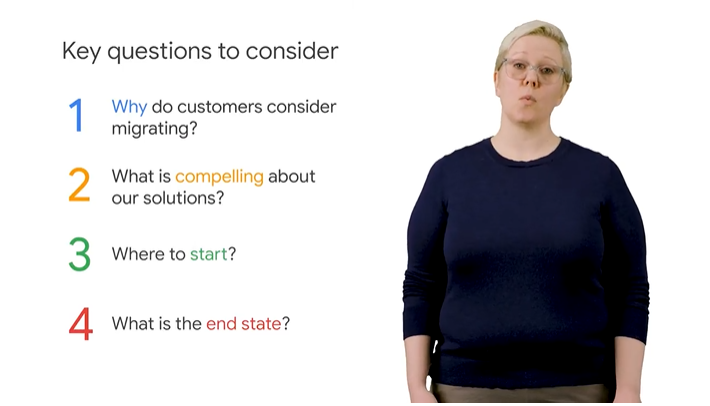 Key questions to consider
1 Why do customers consider
migrating?
2 What is compelling about
our solutions?
3 Where to start?
4 What is the end state?